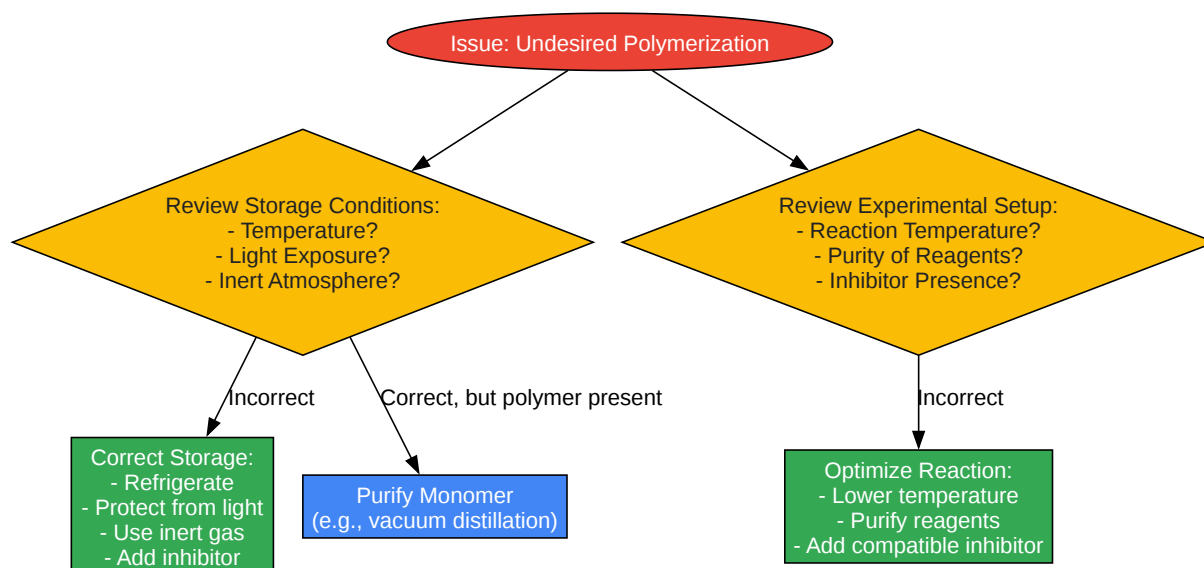 Issue: Undesired Polymerization
Review Storage Conditions:
- Temperature?
- Light Exposure?
- Inert Atmosphere?
Review Experimental Setup:
- Reaction Temperature?
- Purity of Reagents?
- Inhibitor Presence?
Incorrect
Correct, but polymer present
Incorrect
Correct Storage:
- Refrigerate
- Protect from light
- Use inert gas
- Add inhibitor
Purify Monomer
(e.g., vacuum distillation)
Optimize Reaction:
- Lower temperature
- Purify reagents
- Add compatible inhibitor